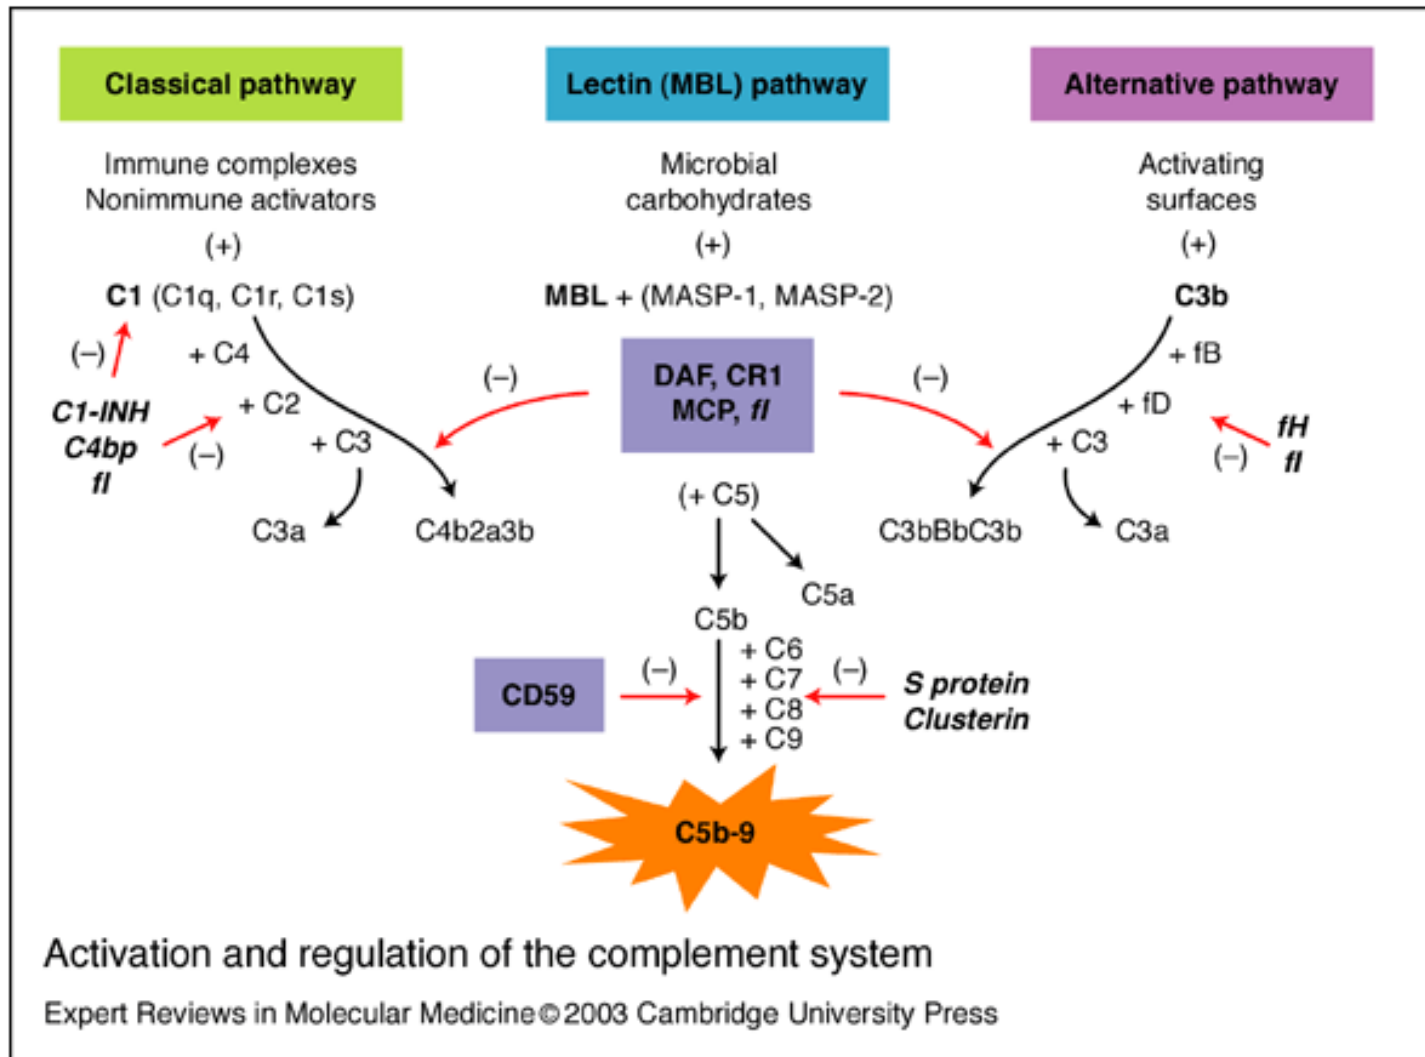 Classical pathway
Lectin (MBL) pathway
Alternative pathway
Immune complexes
Nonimmune activators
(+)
Microbial
carbohydrates
(+)
Activating
surfaces
(+)
C1 (C1q, C1r, C1s)
MBL + (MASP-1, MASP-2)
C3b
(–)
+ C4
+ C2
+ C3
C1-INH
C4bp
fI
(–)
C3a
C4b2a3b
(–)
DAF, CR1
MCP, fI
(–)
+ fB
+ fD
+ C3
fH
fI
(–)
C3bBbC3b
C3a
(+ C5)
C5a
C5b
+ C6
+ C7
+ C8
+ C9
CD59
(–)
(–)
S protein
Clusterin
C5b-9
Activation and regulation of the complement system
Expert Reviews in Molecular Medicine©2003 Cambridge University Press